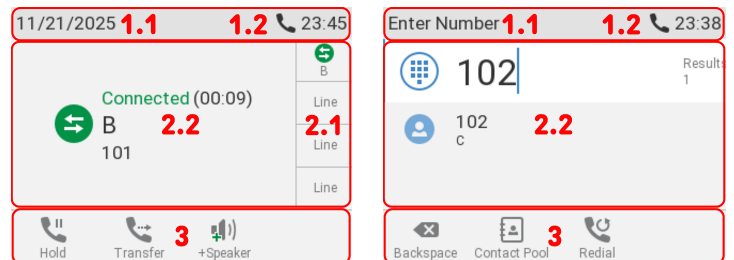 11/21/2025 1.1 1.2 23:45
B
Connected (00:09)
B 2.2
101
Line
2.1
Line
Line
Hold Transfer 3 +Speaker
Enter Number 1.1 1.2 23:38
102 Results
1
102 2.2
C
Backspace Contact Pool 3 Redial